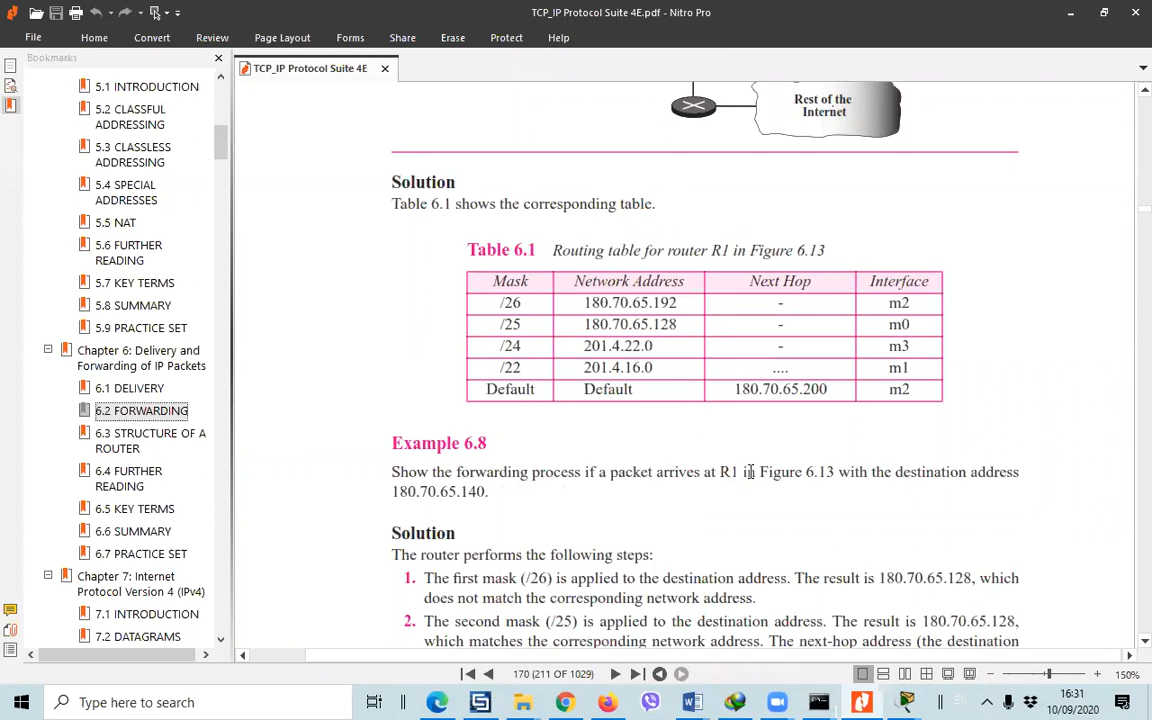 TCP_IP Protocol Suite 4E.pdf - Nitro Pro
File Home Convert Review Page Layout Forms Share Erase Protect Help
Bookmarks
TCP_IP Protocol Suite 4E
5.1 INTRODUCTION
5.2 CLASSFUL
ADDRESSING
5.3 CLASSLESS
ADDRESSING
5.4 SPECIAL
ADDRESSES
5.5 NAT
5.6 FURTHER
READING
5.7 KEY TERMS
5.8 SUMMARY
5.9 PRACTICE SET
Chapter 6: Delivery and
Forwarding of IP Packets
6.1 DELIVERY
6.2 FORWARDING
6.3 STRUCTURE OF A
ROUTER
6.4 FURTHER
READING
6.5 KEY TERMS
6.6 SUMMARY
6.7 PRACTICE SET
Chapter 7: Internet
Protocol Version 4 (IPv4)
7.1 INTRODUCTION
7.2 DATAGRAMS
Rest of the
Internet
Solution
Table 6.1 shows the corresponding table.
Table 6.1 Routing table for router R1 in Figure 6.13
Mask Network Address Next Hop Interface
/26 180.70.65.192 - m2
/25 180.70.65.128 - m0
/24 201.4.22.0 - m3
/22 201.4.16.0 .... m1
Default Default 180.70.65.200 m2
Example 6.8
Show the forwarding process if a packet arrives at R1 in Figure 6.13 with the destination address
180.70.65.140.
Solution
The router performs the following steps:
1. The first mask (/26) is applied to the destination address. The result is 180.70.65.128, which
does not match the corresponding network address.
2. The second mask (/25) is applied to the destination address. The result is 180.70.65.128,
which matches the corresponding network address. The next-hop address (the destination
170 (211 of 1029)
150%
Type here to search
16:31
10/09/2020